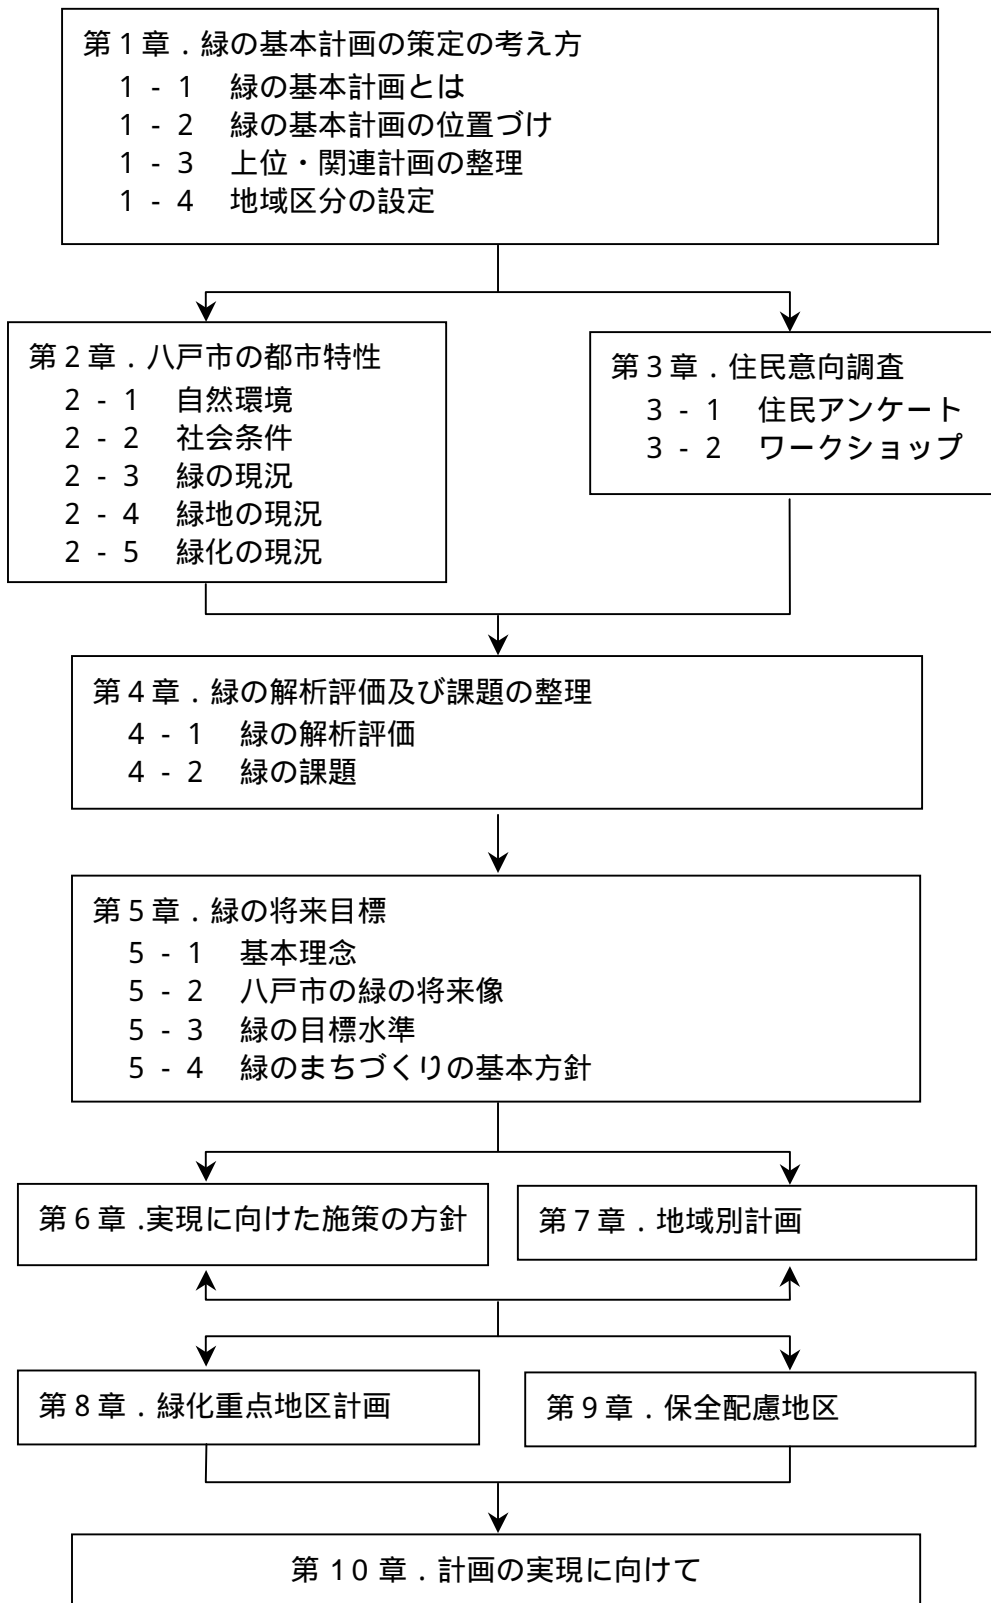 第1章．緑の基本計画の策定の考え方
1 - 1 緑の基本計画とは
1 - 2 緑の基本計画の位置づけ
1 - 3 上位・関連計画の整理
1 - 4 地域区分の設定
第2章．八戸市の都市特性
2 - 1 自然環境
2 - 2 社会条件
2 - 3 緑の現況
2 - 4 緑地の現況
2 - 5 緑化の現況
第3章．住民意向調査
3 - 1 住民アンケート
3 - 2 ワークショップ
第4章．緑の解析評価及び課題の整理
4 - 1 緑の解析評価
4 - 2 緑の課題
第5章．緑の将来目標
5 - 1 基本理念
5 - 2 八戸市の緑の将来像
5 - 3 緑の目標水準
5 - 4 緑のまちづくりの基本方針
第6章．実現に向けた施策の方針
第7章．地域別計画
第8章．緑化重点地区計画
第9章．保全配慮地区
第10章．計画の実現に向けて